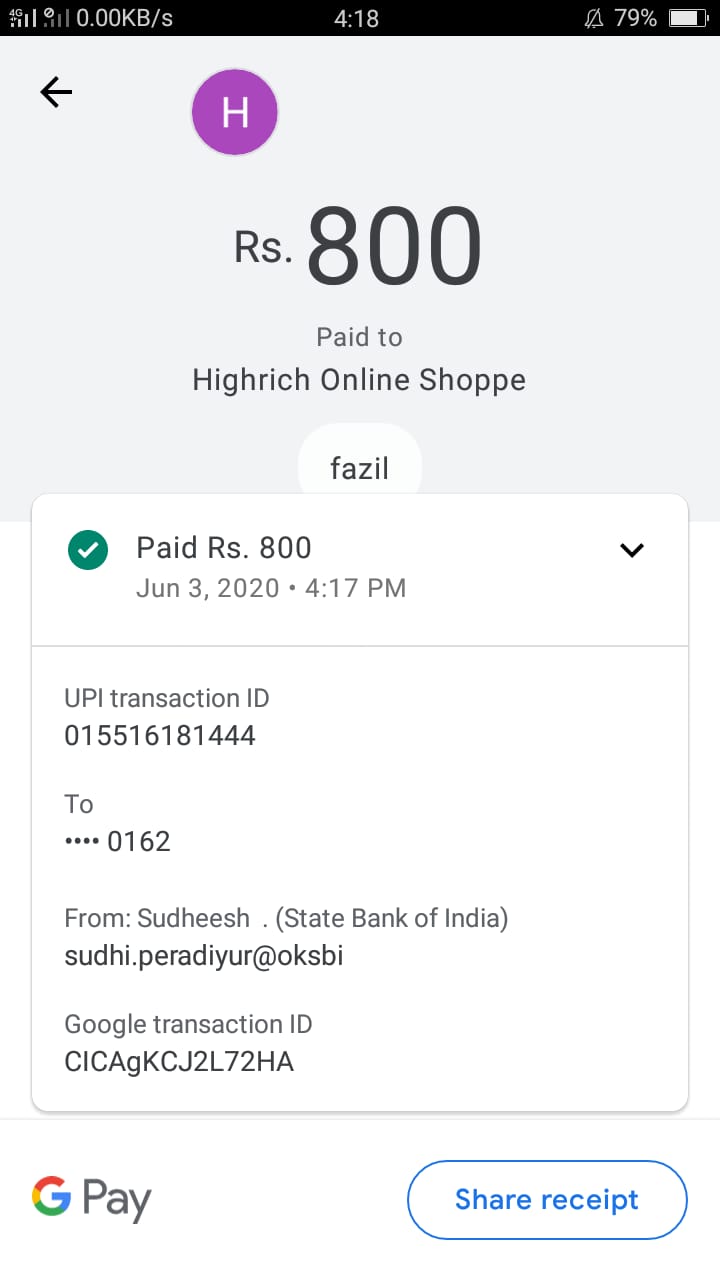 4G 0.00KB/s 4:18 79%
H
Rs. 800
Paid to
Highrich Online Shoppe
fazil
Paid Rs. 800
Jun 3, 2020 • 4:17 PM
UPI transaction ID
015516181444
To
•••• 0162
From: Sudheesh . (State Bank of India)
sudhi.peradiyur@oksbi
Google transaction ID
CICAgKCJ2L72HA
G Pay
Share receipt